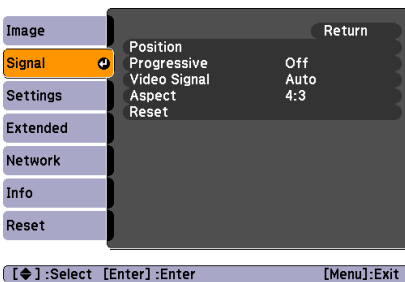 Image
Signal
Settings
Extended
Network
Info
Reset
Return
Position
Progressive Off
Video Signal Auto
Aspect 4:3
Reset
[◆] :Select [Enter] :Enter [Menu]:Exit